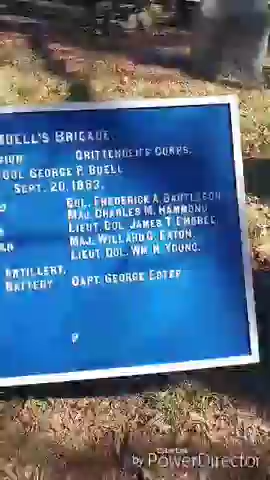 BUELL'S BRIGADE.
CRITTENDEN'S CORPS.
COL GEORGE P. BUELL
SEPT. 20, 1863.
COL. FREDERICK A. BARTLESON
MAJ. CHARLES M. HAMMOND
LIEUT. COL. JAMES T. EMBREE.
MAJ. WILLARD G. EATON.
LIEUT. COL. WM. N. YOUNG.
ARTILLERY.
BATTERY CAPT. GEORGE ESTEP
by PowerDirector